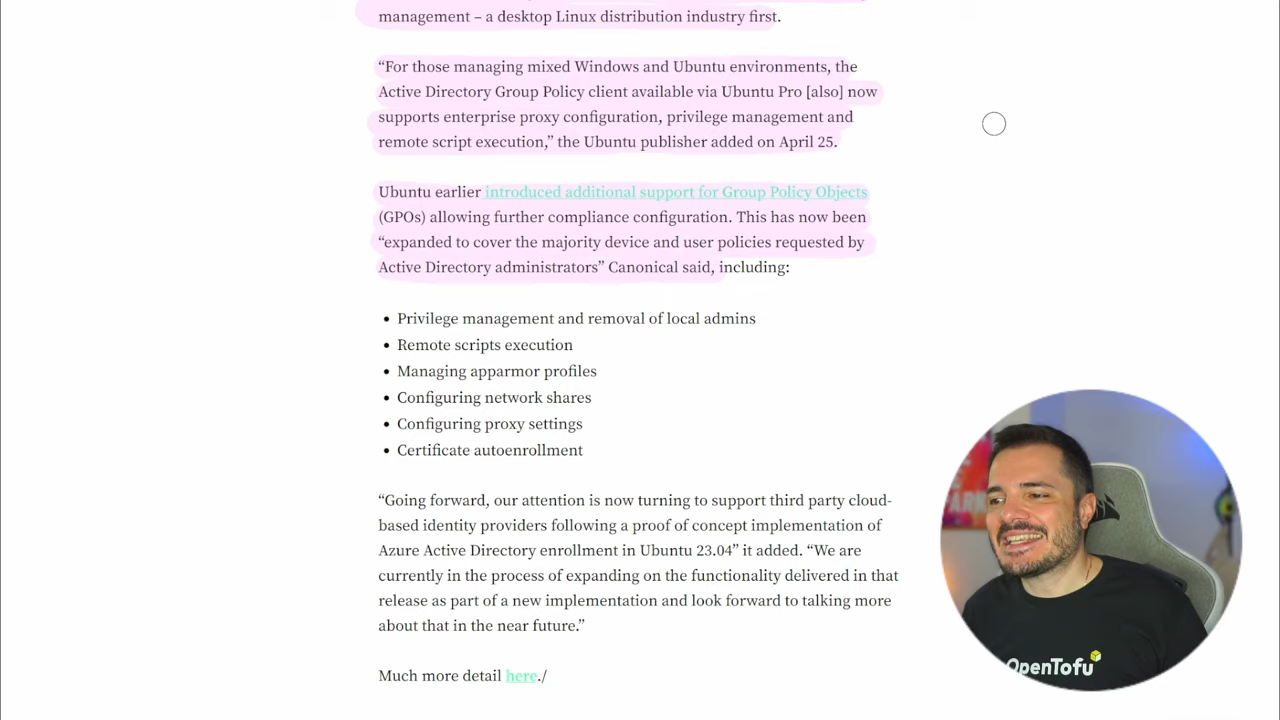 management – a desktop Linux distribution industry first.
“For those managing mixed Windows and Ubuntu environments, the
Active Directory Group Policy client available via Ubuntu Pro [also] now
supports enterprise proxy configuration, privilege management and
remote script execution,” the Ubuntu publisher added on April 25.
Ubuntu earlier introduced additional support for Group Policy Objects
(GPOs) allowing further compliance configuration. This has now been
“expanded to cover the majority device and user policies requested by
Active Directory administrators” Canonical said, including:
• Privilege management and removal of local admins
• Remote scripts execution
• Managing apparmor profiles
• Configuring network shares
• Configuring proxy settings
• Certificate autoenrollment
“Going forward, our attention is now turning to support third party cloud-
based identity providers following a proof of concept implementation of
Azure Active Directory enrollment in Ubuntu 23.04” it added. “We are
currently in the process of expanding on the functionality delivered in that
release as part of a new implementation and look forward to talking more
about that in the near future.”
Much more detail here./
OpenTofu